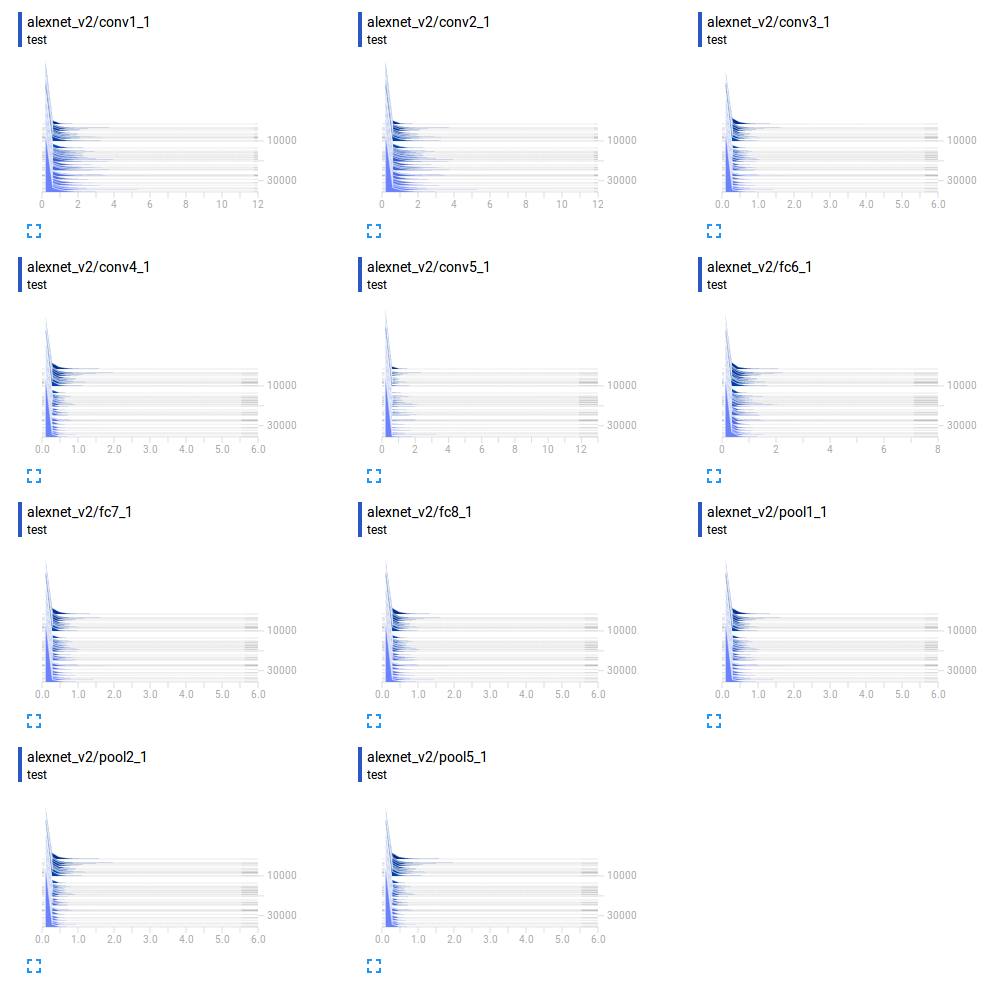 alexnet_v2/conv1_1
test
10000
30000
0 2 4 6 8 10 12
alexnet_v2/conv2_1
test
10000
30000
0 2 4 6 8 10 12
alexnet_v2/conv3_1
test
10000
30000
0.0 1.0 2.0 3.0 4.0 5.0 6.0
alexnet_v2/conv4_1
test
10000
30000
0.0 1.0 2.0 3.0 4.0 5.0 6.0
alexnet_v2/conv5_1
test
10000
30000
0 2 4 6 8 10 12
alexnet_v2/fc6_1
test
10000
30000
0 2 4 6 8
alexnet_v2/fc7_1
test
10000
30000
0.0 1.0 2.0 3.0 4.0 5.0 6.0
alexnet_v2/fc8_1
test
10000
30000
0.0 1.0 2.0 3.0 4.0 5.0 6.0
alexnet_v2/pool1_1
test
10000
30000
0.0 1.0 2.0 3.0 4.0 5.0 6.0
alexnet_v2/pool2_1
test
10000
30000
0.0 1.0 2.0 3.0 4.0 5.0 6.0
alexnet_v2/pool5_1
test
10000
30000
0.0 1.0 2.0 3.0 4.0 5.0 6.0